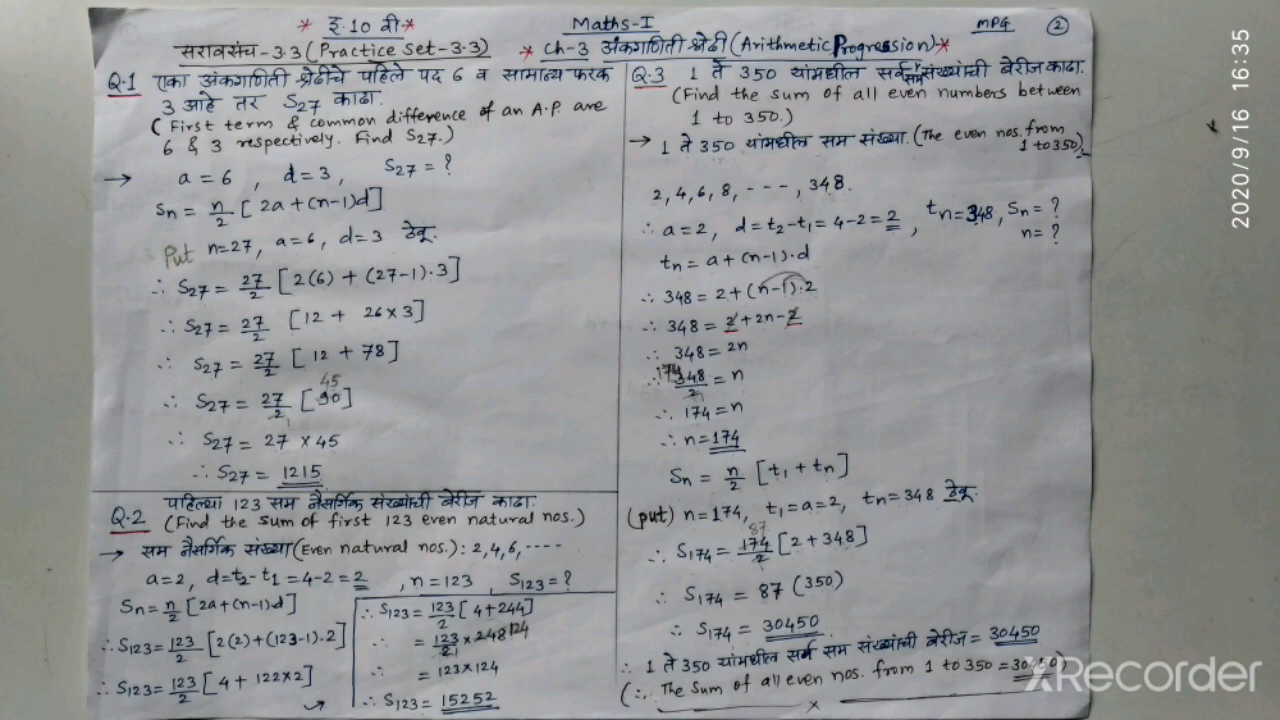 * इ. 10 वी *
Maths-I
MPG
2
सरावसंच-3.3 (Practice Set-3.3)
* Ch-3 अंकगणिती श्रेढी (Arithmetic Progression) *
Q.1 एका अंकगणिती श्रेढीचे पहिले पद 6 व सामान्य फरक
3 आहे तर S27 काढा.
(First term & common difference of an A.P. are
6 & 3 respectively. Find S27.)
→ a = 6 , d = 3, S27 = ?
Sn = n/2 [2a+(n-1)d]
Put n=27, a=6, d=3 ठेवू.
∴ S27 = 27/2 [2(6) + (27-1)·3]
∴ S27 = 27/2 [12 + 26×3]
∴ S27 = 27/2 [12 + 78]
45
∴ S27 = 27/2 [90]
1
∴ S27 = 27 × 45
∴ S27 = 1215
Q.2 पहिल्या 123 सम नैसर्गिक संख्यांची बेरीज काढा.
(Find the sum of first 123 even natural nos.)
→ सम नैसर्गिक संख्या (Even natural nos.) : 2,4,6, ----
a=2, d=t2-t1=4-2=2 , n=123 , S123=?
Sn=n/2 [2a+(n-1)d]
∴ S123=123/2 [2(2)+(123-1)·2]
∴ S123=123/2 [4 + 122×2]
∴ S123 = 123/2 [4+244]
∴ = 123/2 × 248 124
1
∴ = 123×124
∴ S123 = 15252
Q.3 1 ते 350 यांमधील सर्व सम संख्यांची बेरीज काढा.
(Find the sum of all even numbers between
1 to 350.)
→ 1 ते 350 यांमधील सम संख्या. (The even nos. from
1 to 350).
2,4,6,8, ---, 348.
∴ a=2, d=t2-t1=4-2=2, tn=348, Sn=?
n=?
tn = a+(n-1)·d
∴ 348 = 2+(n-1)·2
∴ 348 = 2+2n-2
∴ 348 = 2n
174
∴ 348/2 = n
∴ 174 = n
∴ n = 174
Sn = n/2 [t1 + tn]
(put) n=174, t1=a=2, tn=348 ठेवू.
87
∴ S174 = 174/2 [2+348]
∴ S174 = 87 (350)
∴ S174 = 30450
∴ 1 ते 350 यांमधील सर्व सम संख्यांची बेरीज = 30450
(∴ The sum of all even nos. from 1 to 350 = 30450)
x
2020/9/16 16:35
XRecorder